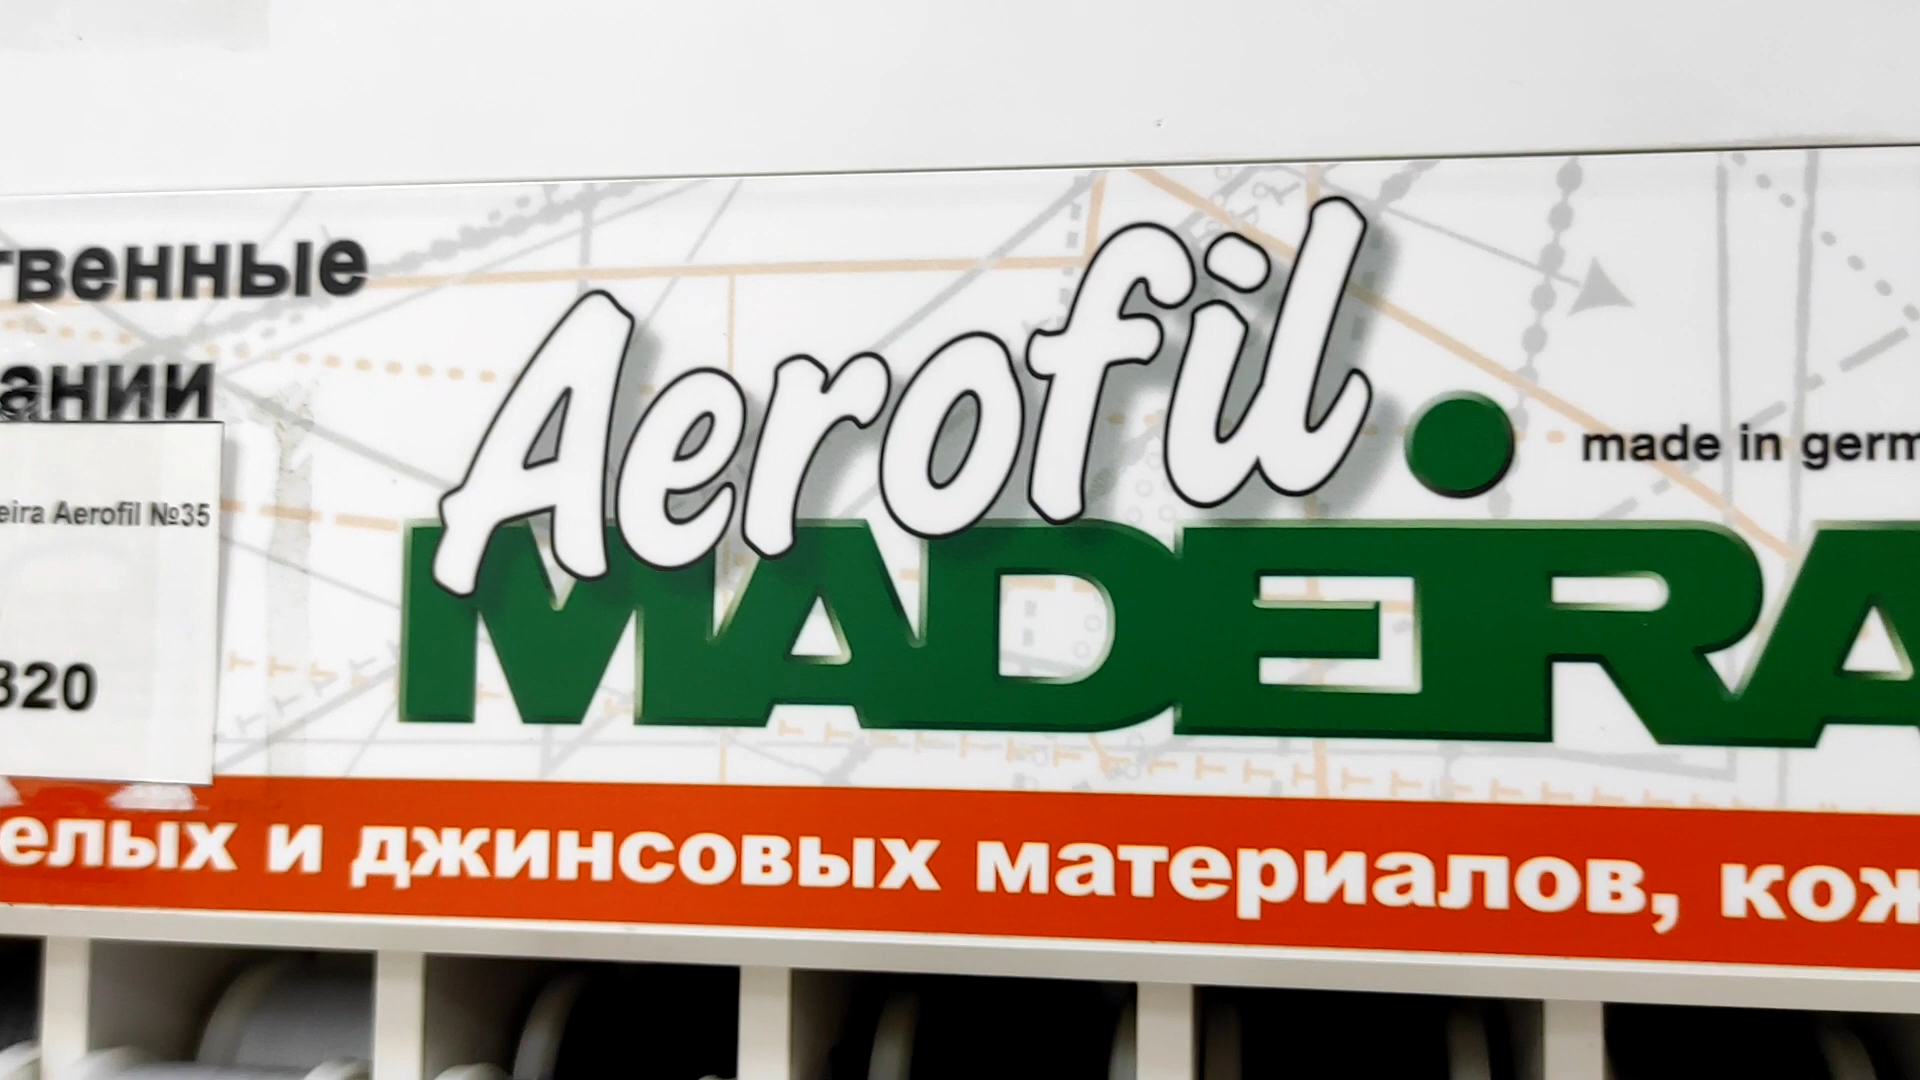 твенные
Aerofil
made in germ
ании
eira Aerofil №35
MADEIRA
320
елых и джинсовых материалов, кож